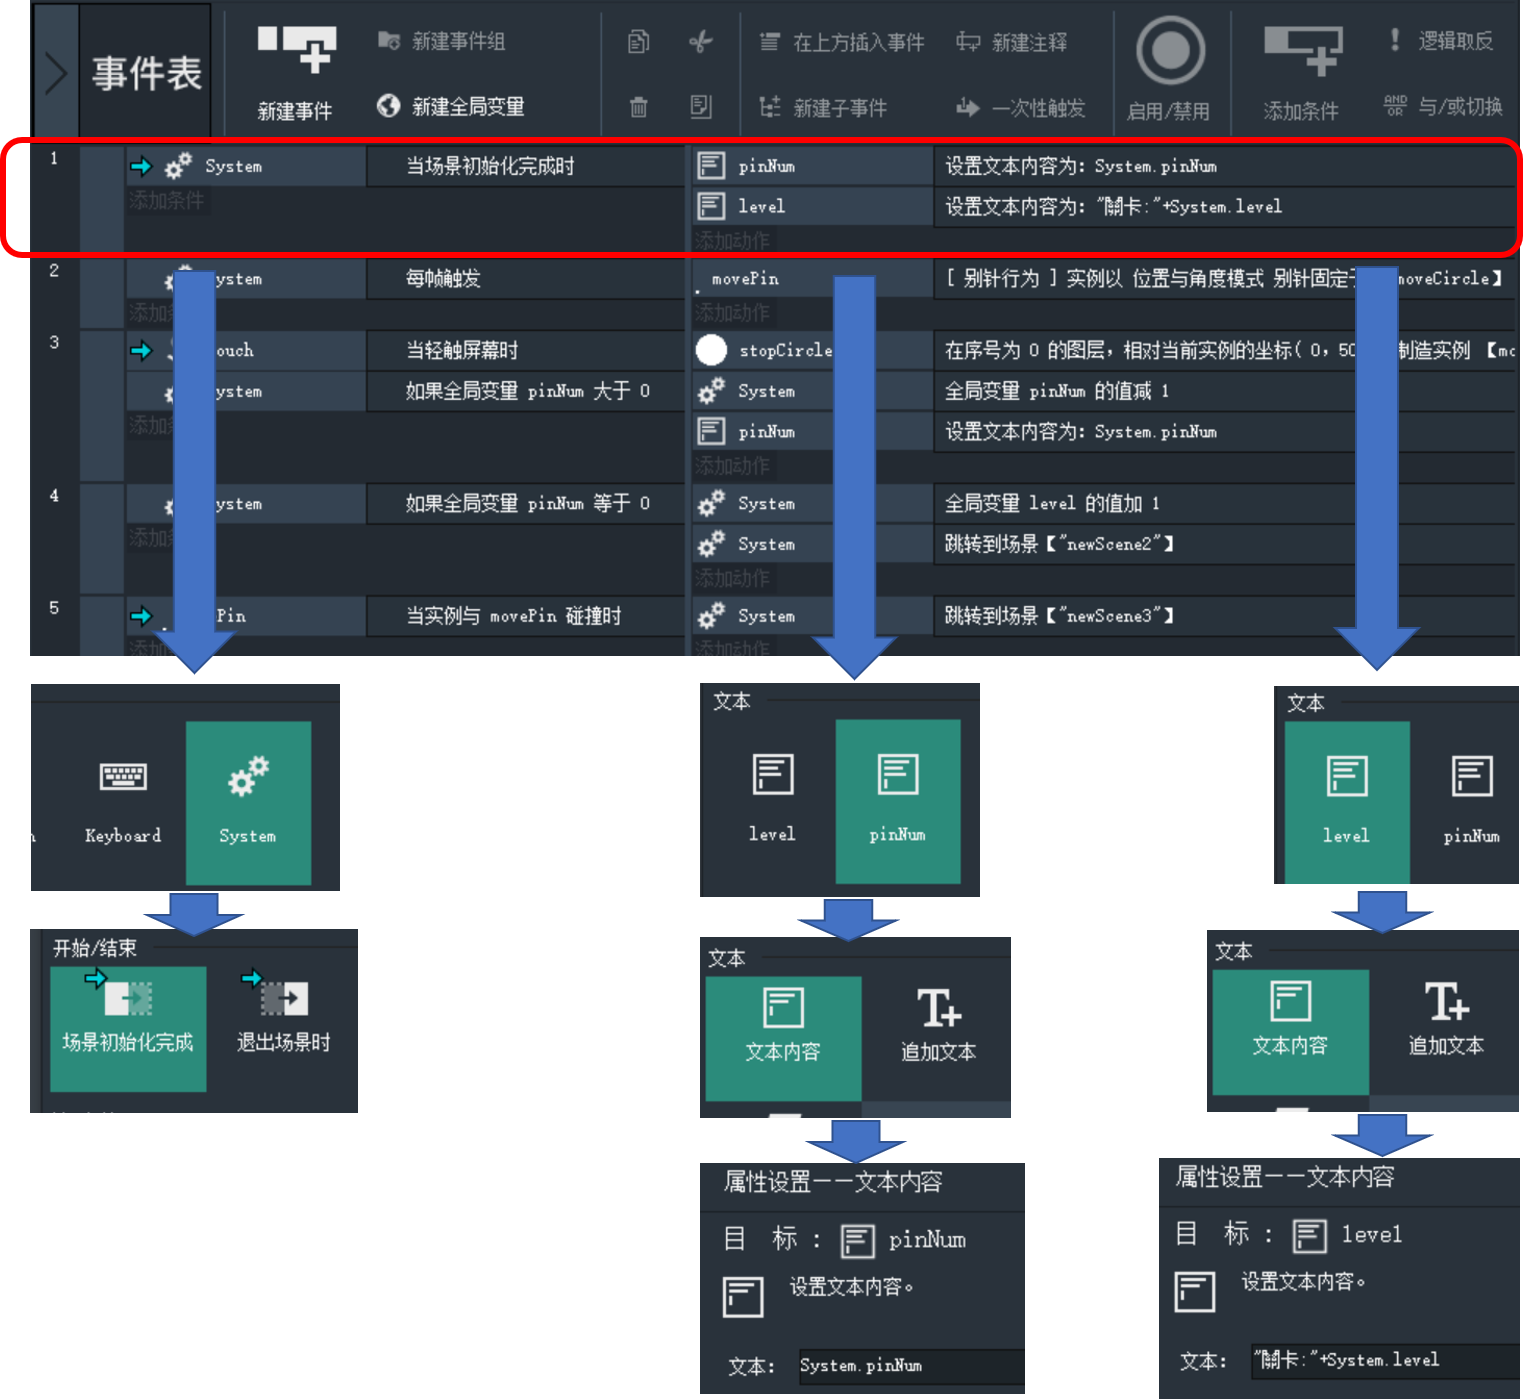 事件表
新建事件
新建事件组
新建全局变量
在上方插入事件
新建注释
新建子事件
一次性触发
启用/禁用
添加条件
逻辑取反
AND OR 与/或切换
1 System 当场景初始化完成时 pinNum 设置文本内容为: System.pinNum
添加条件 level 设置文本内容为: "關卡:"+System.level
添加动作
2 ystem 每帧触发 movePin [ 别针行为 ] 实例以 位置与角度模式 别针固定 moveCircle】
添加 添加动作
3 ouch 当轻触屏幕时 stopCircle 在序号为 0 的图层, 相对当前实例的坐标( 0, 50 制造实例 【mo
ystem 如果全局变量 pinNum 大于 0 System 全局变量 pinNum 的值减 1
添加 pinNum 设置文本内容为: System.pinNum
添加动作
4 ystem 如果全局变量 pinNum 等于 0 System 全局变量 level 的值加 1
添加 System 跳转到场景【"newScene2"】
添加动作
5 Pin 当实例与 movePin 碰撞时 System 跳转到场景【"newScene3"】
添加 添加动作
Keyboard
System
开始/结束
场景初始化完成
退出场景时
文本
level
pinNum
文本
文本内容
追加文本
属性设置——文本内容
目 标 : pinNum
设置文本内容。
文本: System.pinNum
文本
level
pinNum
文本
文本内容
追加文本
属性设置——文本内容
目 标 : level
设置文本内容。
文本: "關卡:"+System.level